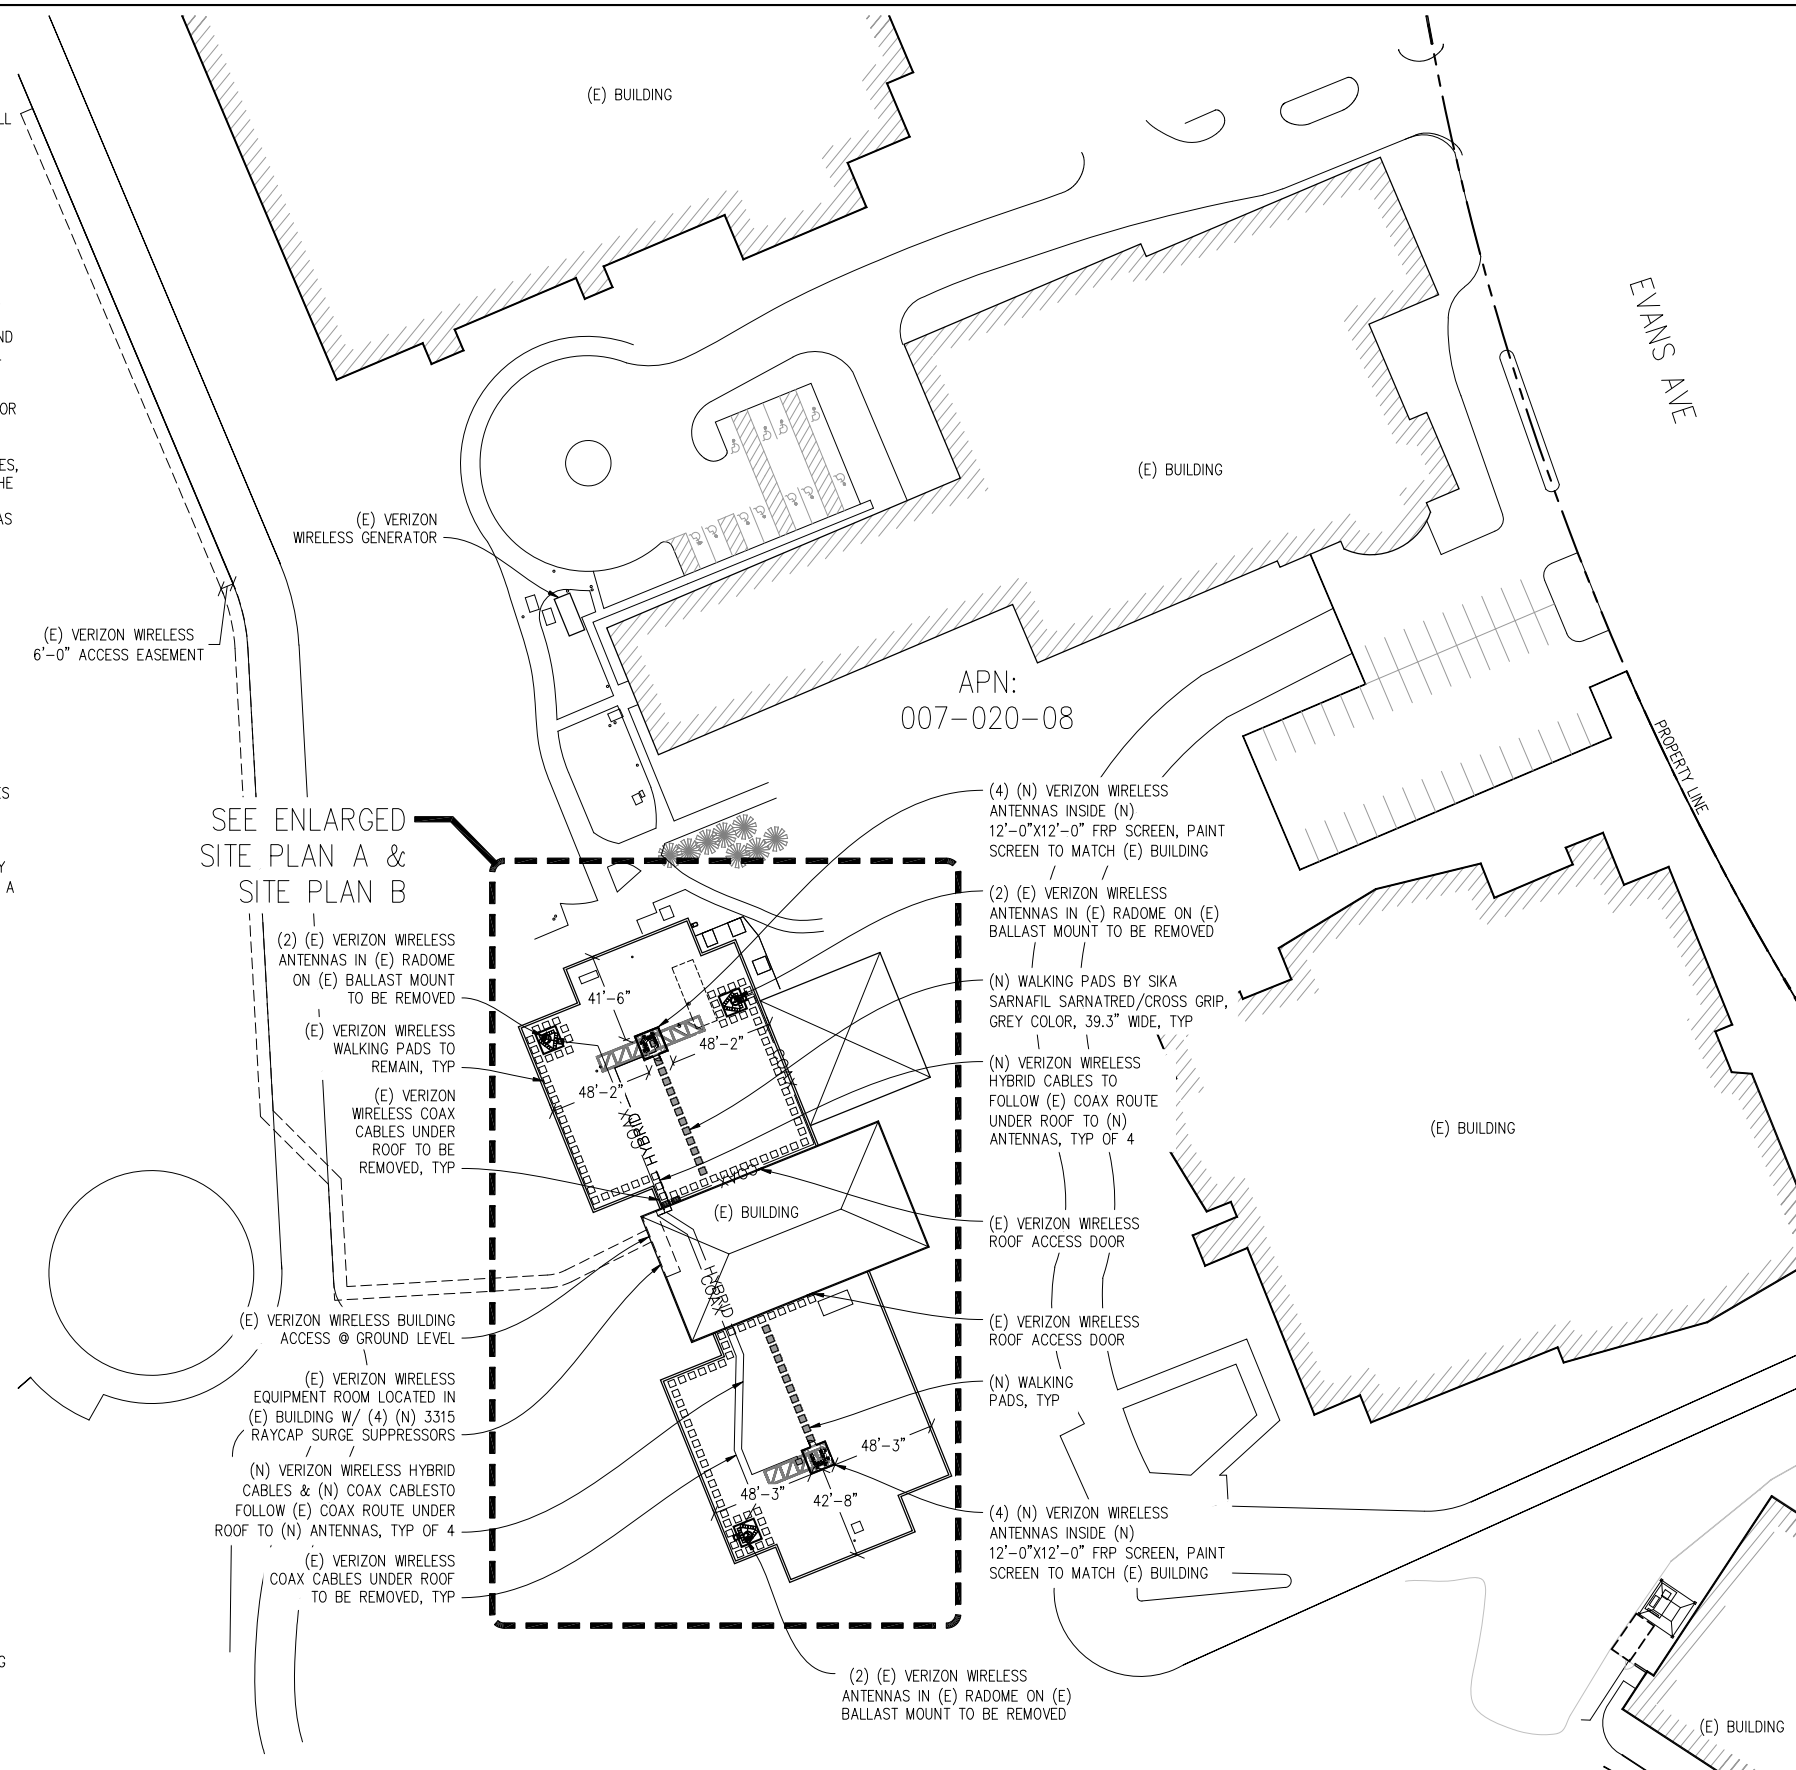 (E) BUILDING
LL
EVANS AVE
ND
OR
ES,
HE
AS
(E) BUILDING
(E) VERIZON
WIRELESS GENERATOR
(E) VERIZON WIRELESS
6'-0" ACCESS EASEMENT
APN:
007-020-08
PROPERTY LINE
ES
Y
A
G
SEE ENLARGED
SITE PLAN A &
SITE PLAN B
(4) (N) VERIZON WIRELESS
ANTENNAS INSIDE (N)
12'-0"X12'-0" FRP SCREEN, PAINT
SCREEN TO MATCH (E) BUILDING
(2) (E) VERIZON WIRELESS
ANTENNAS IN (E) RADOME ON (E)
BALLAST MOUNT TO BE REMOVED
(N) WALKING PADS BY SIKA
SARNAFIL SARNATRED/CROSS GRIP,
GREY COLOR, 39.3" WIDE, TYP
(N) VERIZON WIRELESS
HYBRID CABLES TO
FOLLOW (E) COAX ROUTE
UNDER ROOF TO (N)
ANTENNAS, TYP OF 4
(E) VERIZON WIRELESS
ROOF ACCESS DOOR
(E) VERIZON WIRELESS
ROOF ACCESS DOOR
(N) WALKING
PADS, TYP
(4) (N) VERIZON WIRELESS
ANTENNAS INSIDE (N)
12'-0"X12'-0" FRP SCREEN, PAINT
SCREEN TO MATCH (E) BUILDING
(2) (E) VERIZON WIRELESS
ANTENNAS IN (E) RADOME
ON (E) BALLAST MOUNT
TO BE REMOVED
(E) VERIZON WIRELESS
WALKING PADS TO
REMAIN, TYP
(E) VERIZON
WIRELESS COAX
CABLES UNDER
ROOF TO BE
REMOVED, TYP
(E) VERIZON WIRELESS BUILDING
ACCESS @ GROUND LEVEL
(E) VERIZON WIRELESS
EQUIPMENT ROOM LOCATED IN
(E) BUILDING W/ (4) (N) 3315
RAYCAP SURGE SUPPRESSORS
(N) VERIZON WIRELESS HYBRID
CABLES & (N) COAX CABLESTO
FOLLOW (E) COAX ROUTE UNDER
ROOF TO (N) ANTENNAS, TYP OF 4
(E) VERIZON WIRELESS
COAX CABLES UNDER ROOF
TO BE REMOVED, TYP
41'-6"
48'-2"
48'-2"
COAX
HYBRID
COAX
COAX
(E) BUILDING
HYBRID
COAX
48'-3"
48'-3"
42'-8"
(2) (E) VERIZON WIRELESS
ANTENNAS IN (E) RADOME ON (E)
BALLAST MOUNT TO BE REMOVED
(E) BUILDING
(E) BUILDING